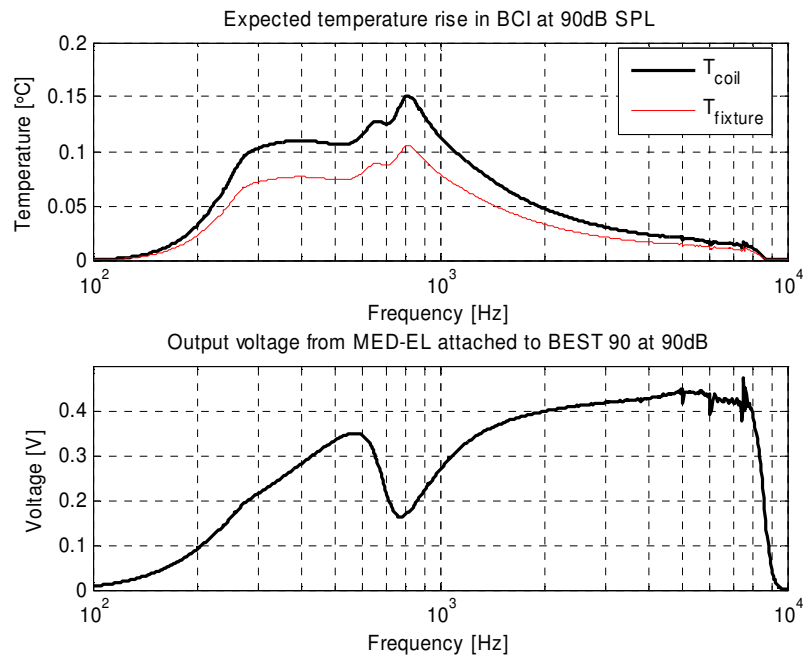 Expected temperature rise in BCI at 90dB SPL
Temperature [°C]
0.2
0.15
0.1
0.05
0
T_coil
T_fixture
10^2
10^3
10^4
Frequency [Hz]
Output voltage from MED-EL attached to BEST 90 at 90dB
Voltage [V]
0.4
0.3
0.2
0.1
0
10^2
10^3
10^4
Frequency [Hz]